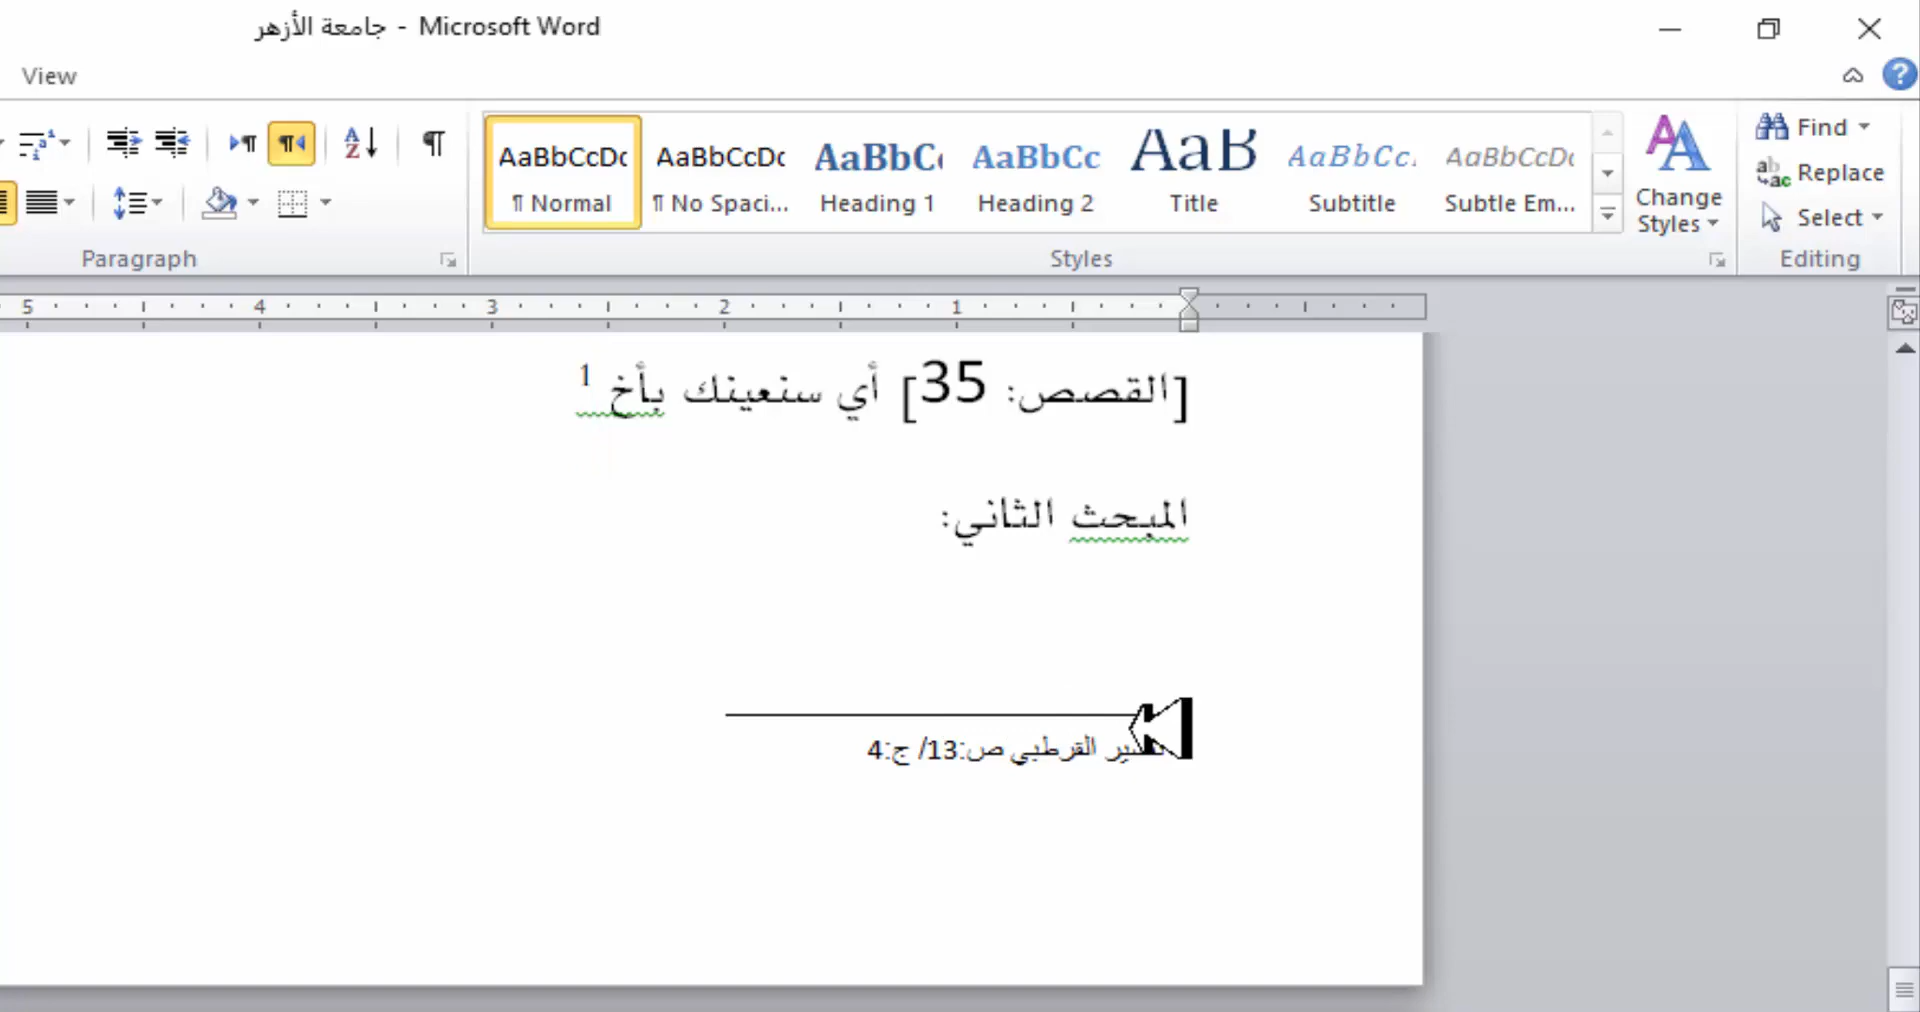 جامعة الأزهر - Microsoft Word
View
AaBbCcDc AaBbCcDc AaBbC AaBbCc AaB AaBbCc. AaBbCcDc
¶ Normal ¶ No Spaci... Heading 1 Heading 2 Title Subtitle Subtle Em...
Change Styles
Find
Replace
Select
Paragraph Styles Editing
5 4 3 2 1
[القصص: 35] أي سنعينك بأخ 1
المبحث الثاني:
القرطبي ص:13/ ج:4